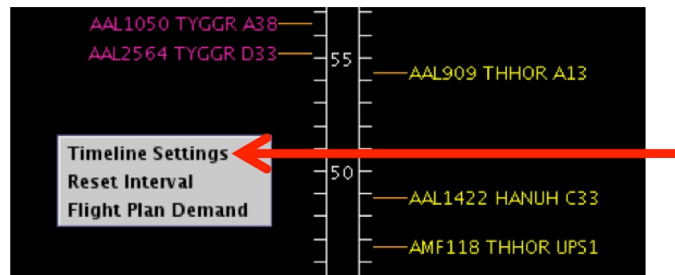 AAL1050 TYGGR A38
AAL2564 TYGGR D33
55
AAL909 THHOR A13
Timeline Settings
Reset Interval
Flight Plan Demand
50
AAL1422 HANUH C33
AMF118 THHOR UPS1